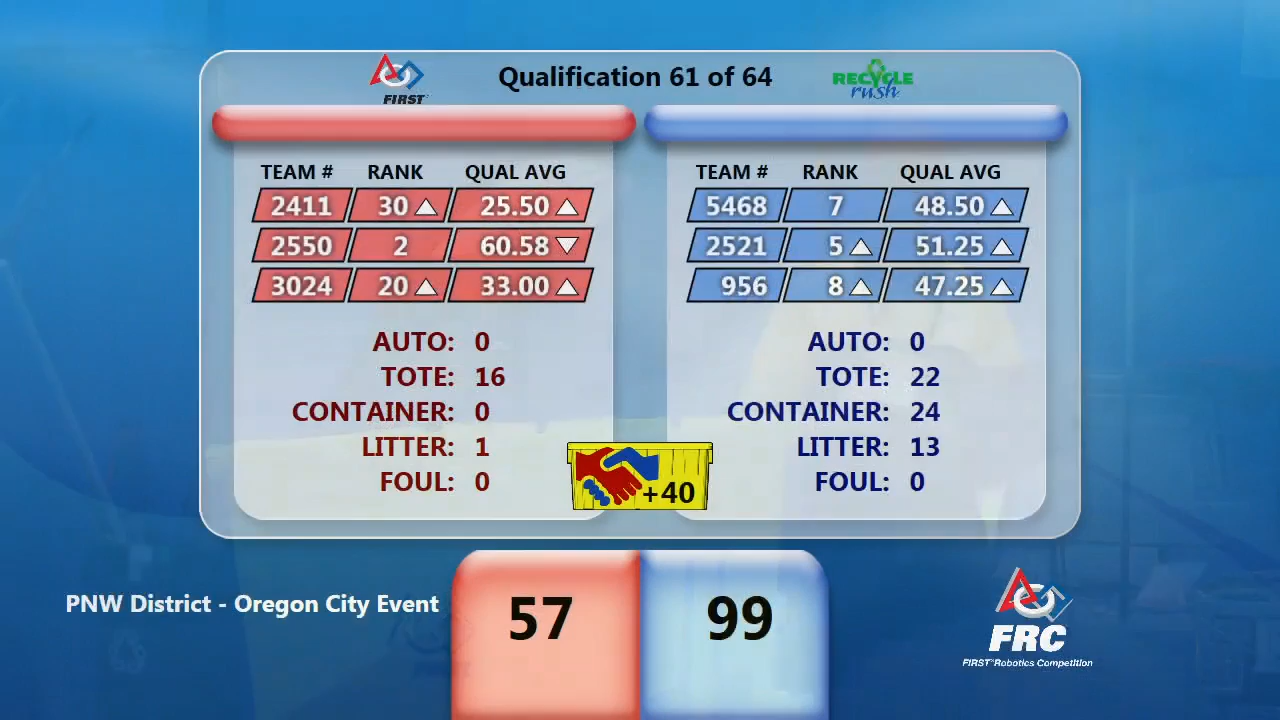 FIRST
Qualification 61 of 64
RECYCLE
rush
TEAM # RANK QUAL AVG
2411 30 △ 25.50 △
2550 2 60.58 ▽
3024 20 △ 33.00 △
AUTO: 0
TOTE: 16
CONTAINER: 0
LITTER: 1
FOUL: 0
TEAM # RANK QUAL AVG
5468 7 48.50 △
2521 5 △ 51.25 △
956 8 △ 47.25 △
AUTO: 0
TOTE: 22
CONTAINER: 24
LITTER: 13
FOUL: 0
+40
PNW District - Oregon City Event
57
99
FRC
FIRST® Robotics Competition